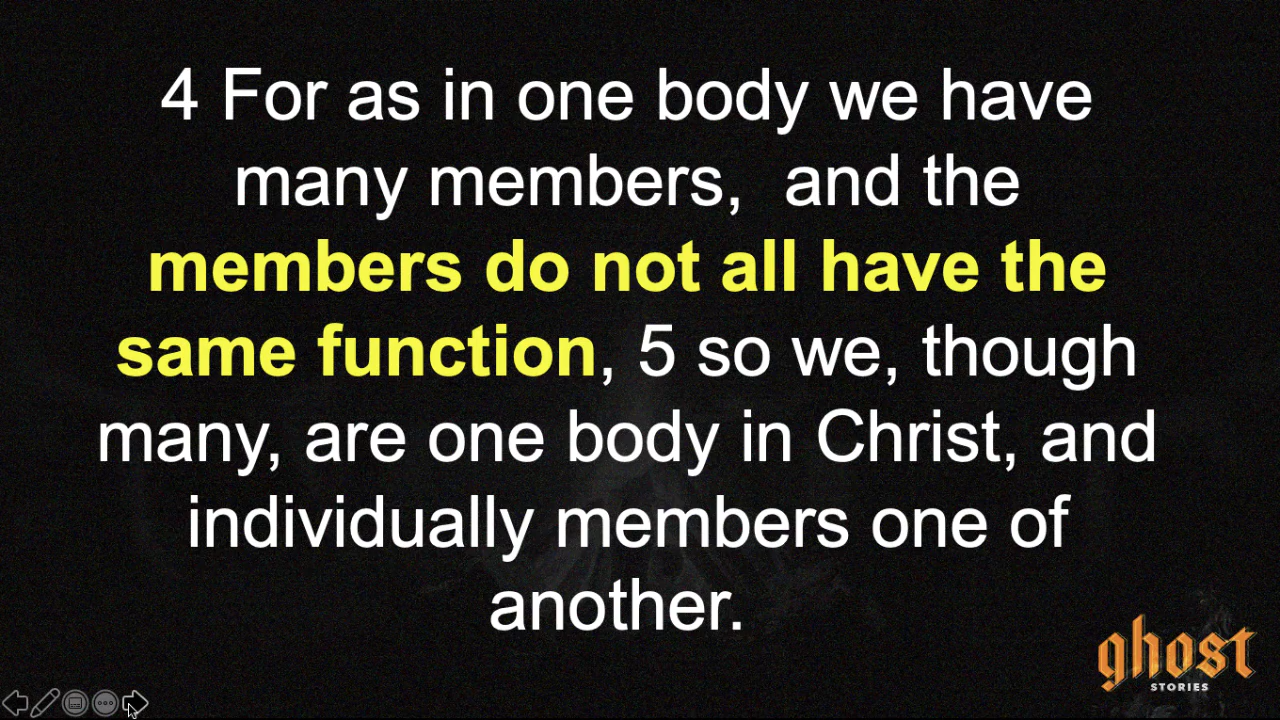 4 For as in one body we have
many members,  and the
members do not all have the
same function, 5 so we, though
many, are one body in Christ, and
individually members one of
another.
ghost
STORIES